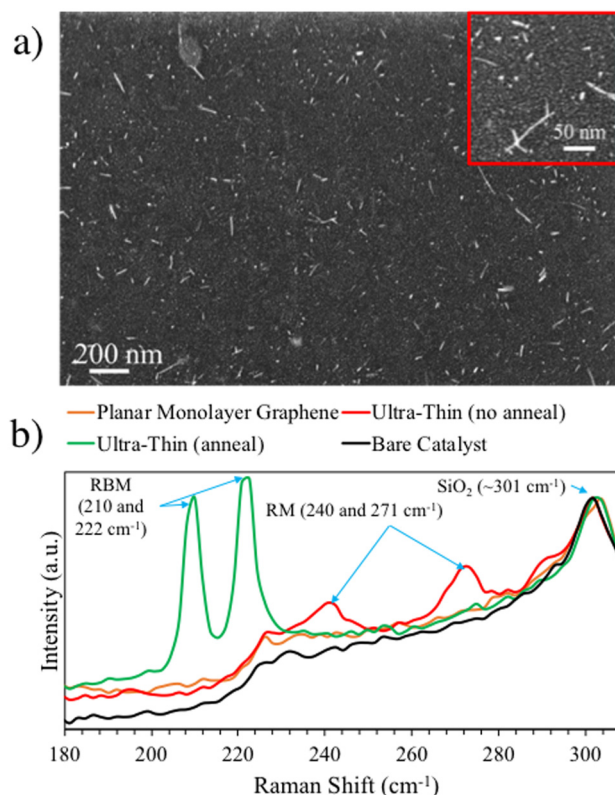 a)
50 nm
200 nm
Planar Monolayer Graphene
Ultra-Thin (no anneal)
Ultra-Thin (anneal)
Bare Catalyst
b)
RBM
(210 and
222 cm⁻¹)
RM (240 and 271 cm⁻¹)
SiO₂ (~301 cm⁻¹)
Intensity (a.u.)
180 200 220 240 260 280 300
Raman Shift (cm⁻¹)